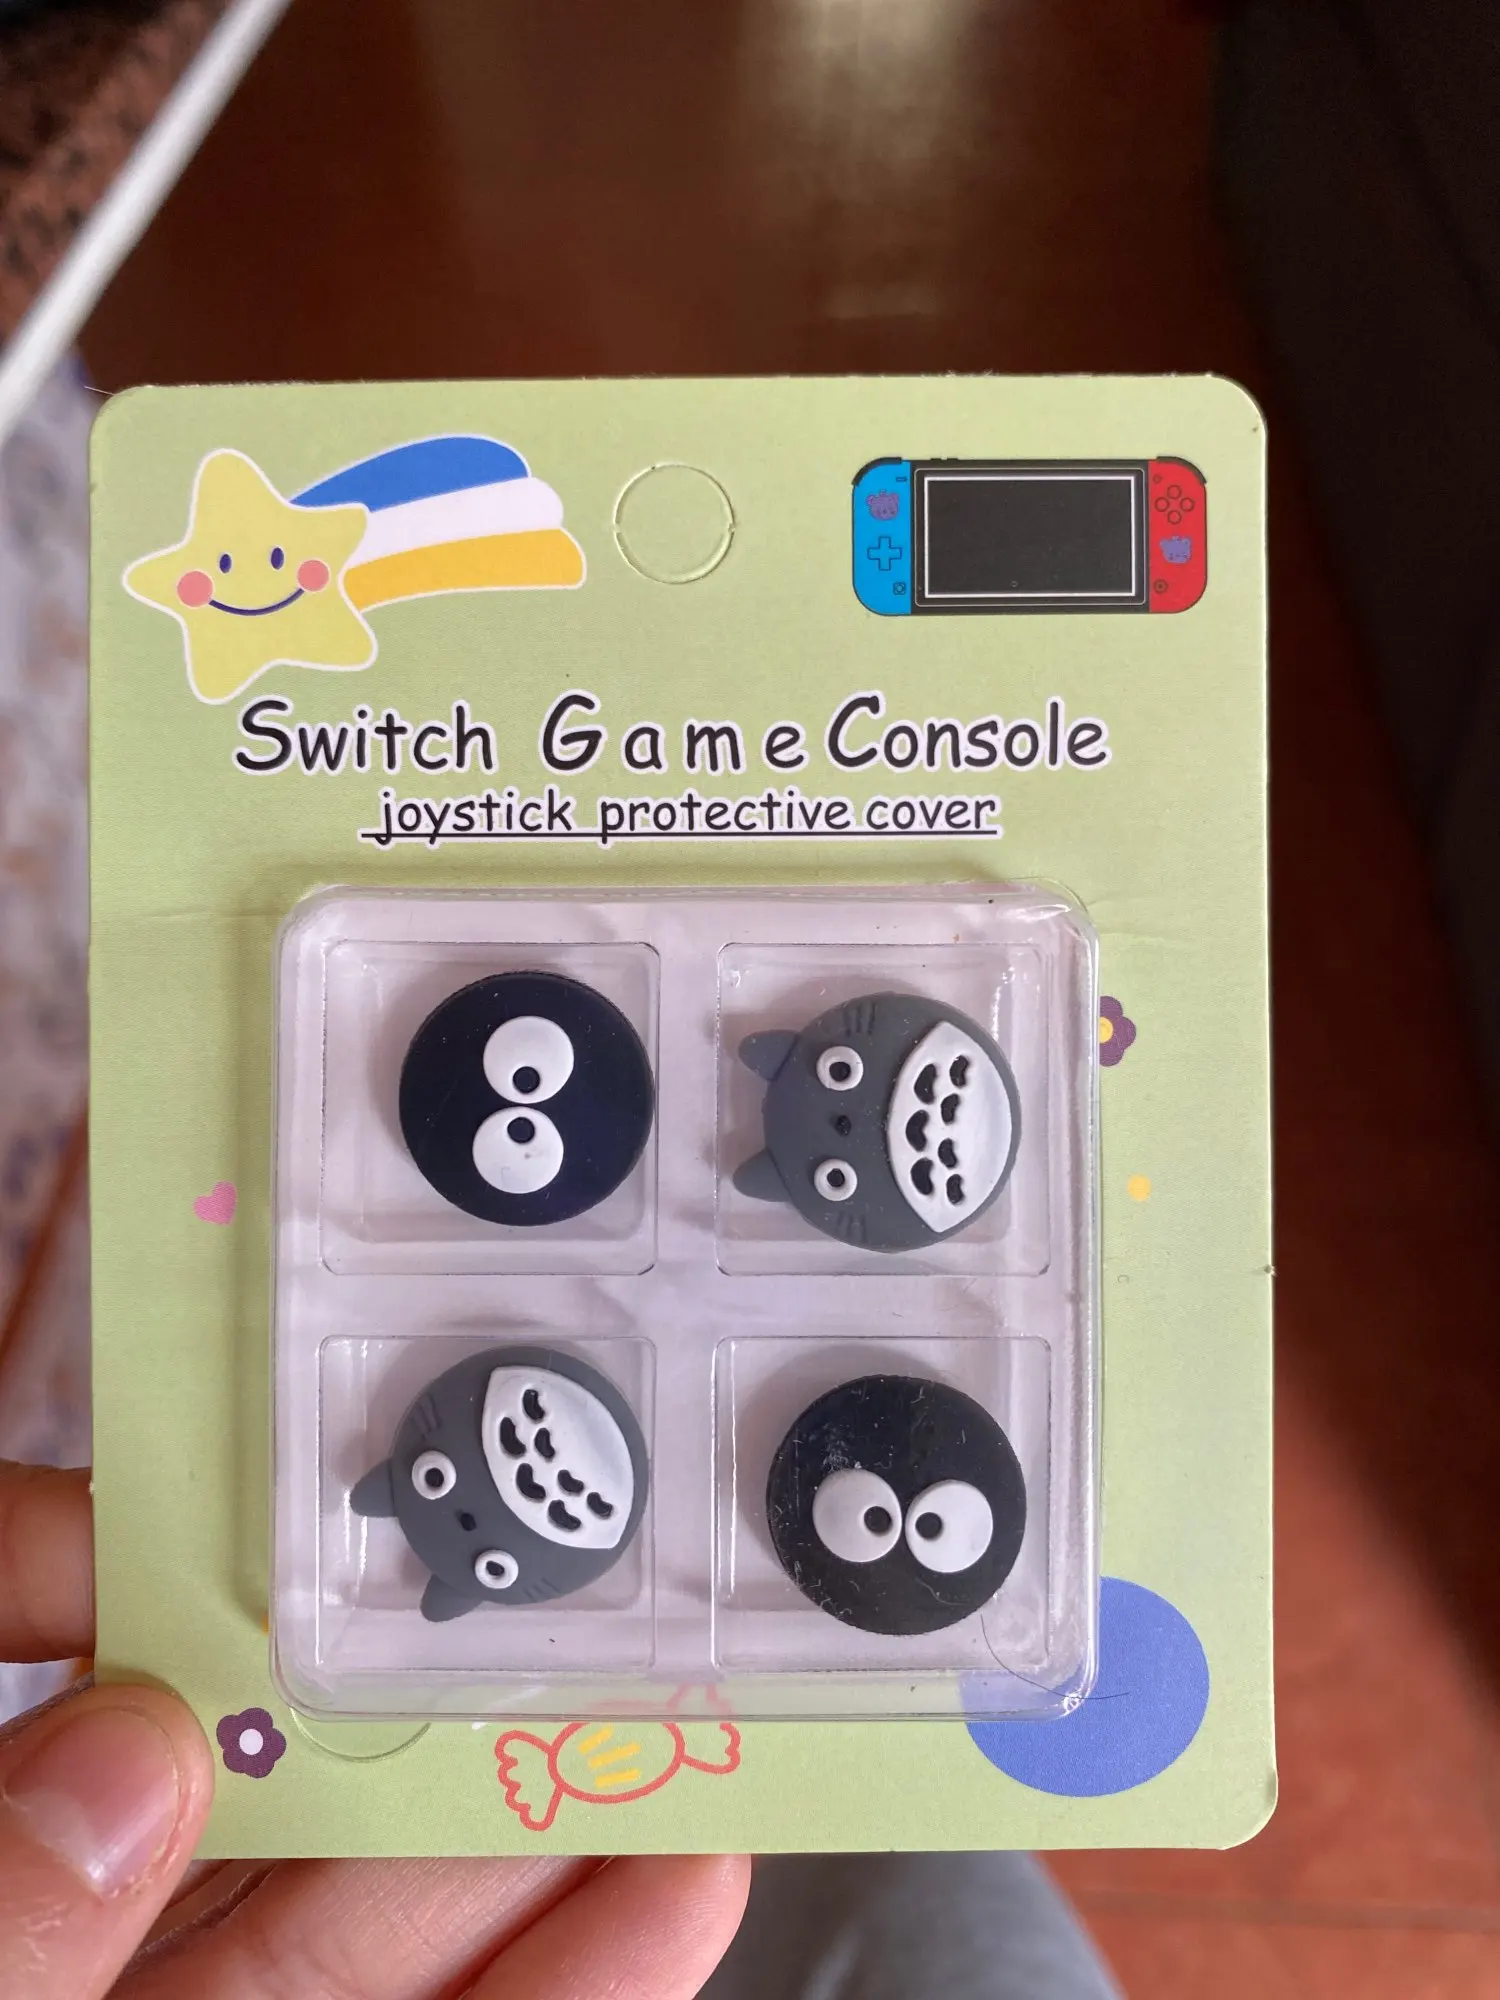 Switch Game Console
joystick protective cover